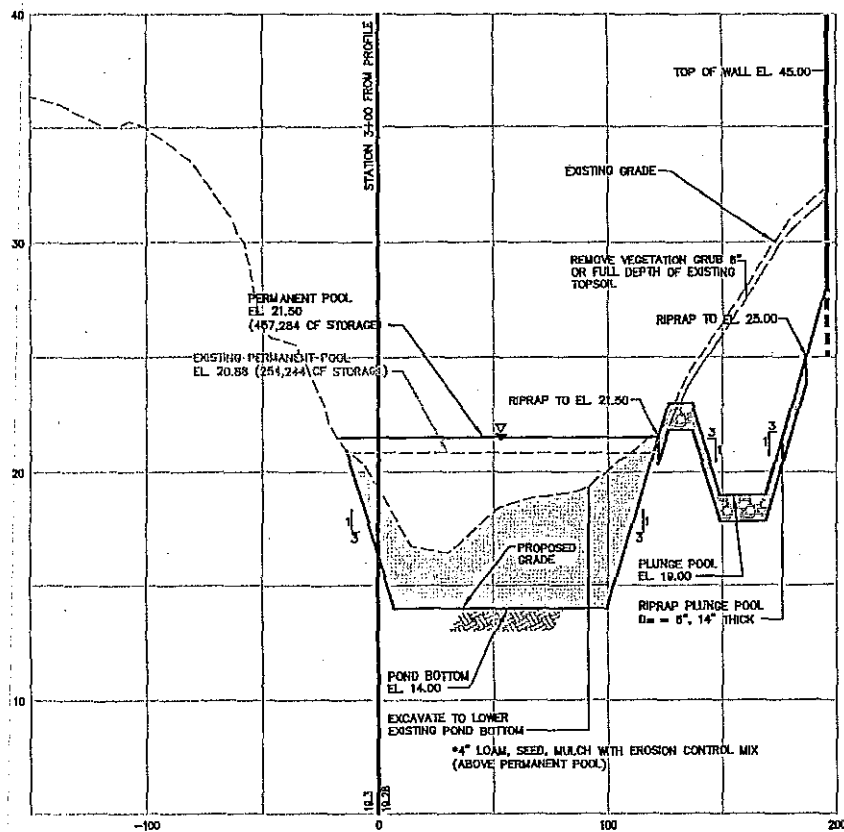 40
30
20
10
-100
0
100
200
STATION 3+00 FROM PROFILE
TOP OF WALL EL. 45.00
EXISTING GRADE
REMOVE VEGETATION GRUB 6"
OR FULL DEPTH OF EXISTING
TOPSOIL
PERMANENT POOL
EL. 21.50
(457,284 CF STORAGE)
RIPRAP TO EL. 25.00
EXISTING PERMANENT POOL
EL. 20.88 (254,244 CF STORAGE)
RIPRAP TO EL. 21.50
3
1
3
1
1
3
1
3
PROPOSED
GRADE
PLUNGE POOL
EL. 19.00
RIPRAP PLUNGE POOL
= 6", 14" THICK
POND BOTTOM
EL. 14.00
EXCAVATE TO LOWER
EXISTING POND BOTTOM
*4" LOAM, SEED, MULCH WITH EROSION CONTROL MIX
(ABOVE PERMANENT POOL)
19.3
19.28